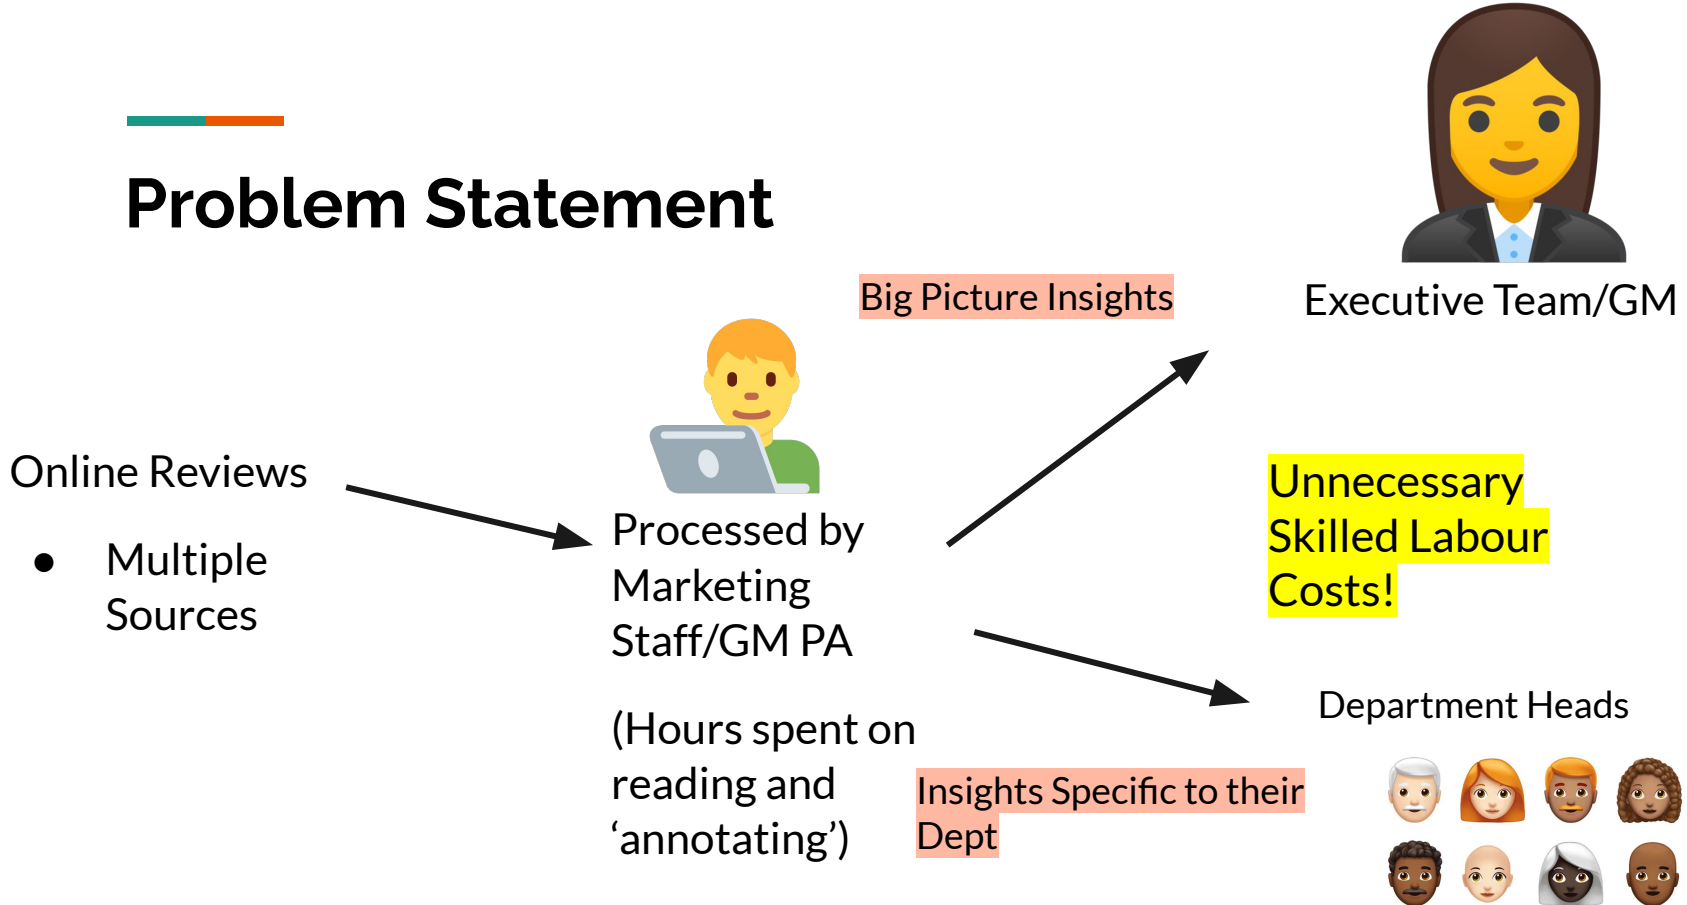 Problem Statement
Big Picture Insights
Executive Team/GM
Online Reviews
● Multiple
Sources
Processed by
Marketing
Staff/GM PA
(Hours spent on
reading and
‘annotating’)
Unnecessary
Skilled Labour
Costs!
Department Heads
Insights Specific to their
Dept